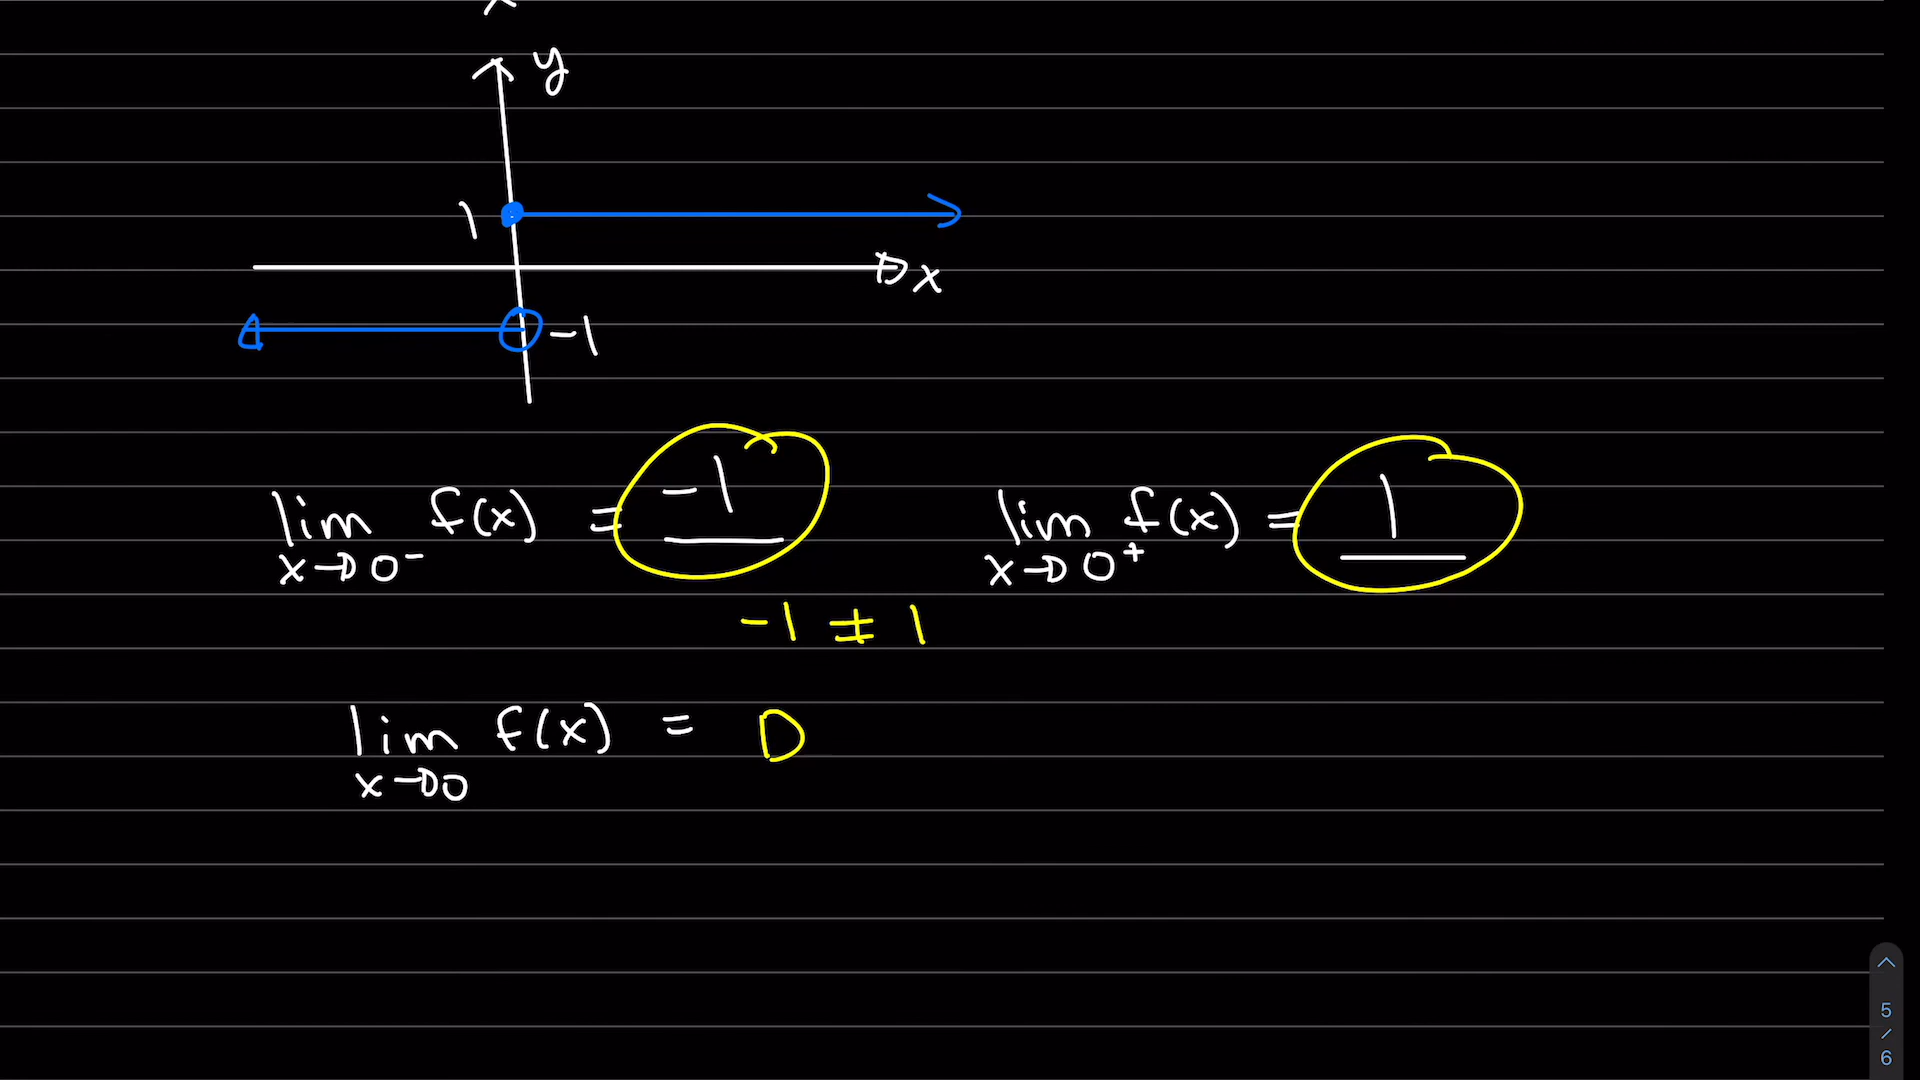 y
1
x
-1
lim f(x) = -1 lim f(x) = 1
x→0⁻ x→0⁺
-1 ≠ 1
lim f(x) = D
x→0
5
/
6